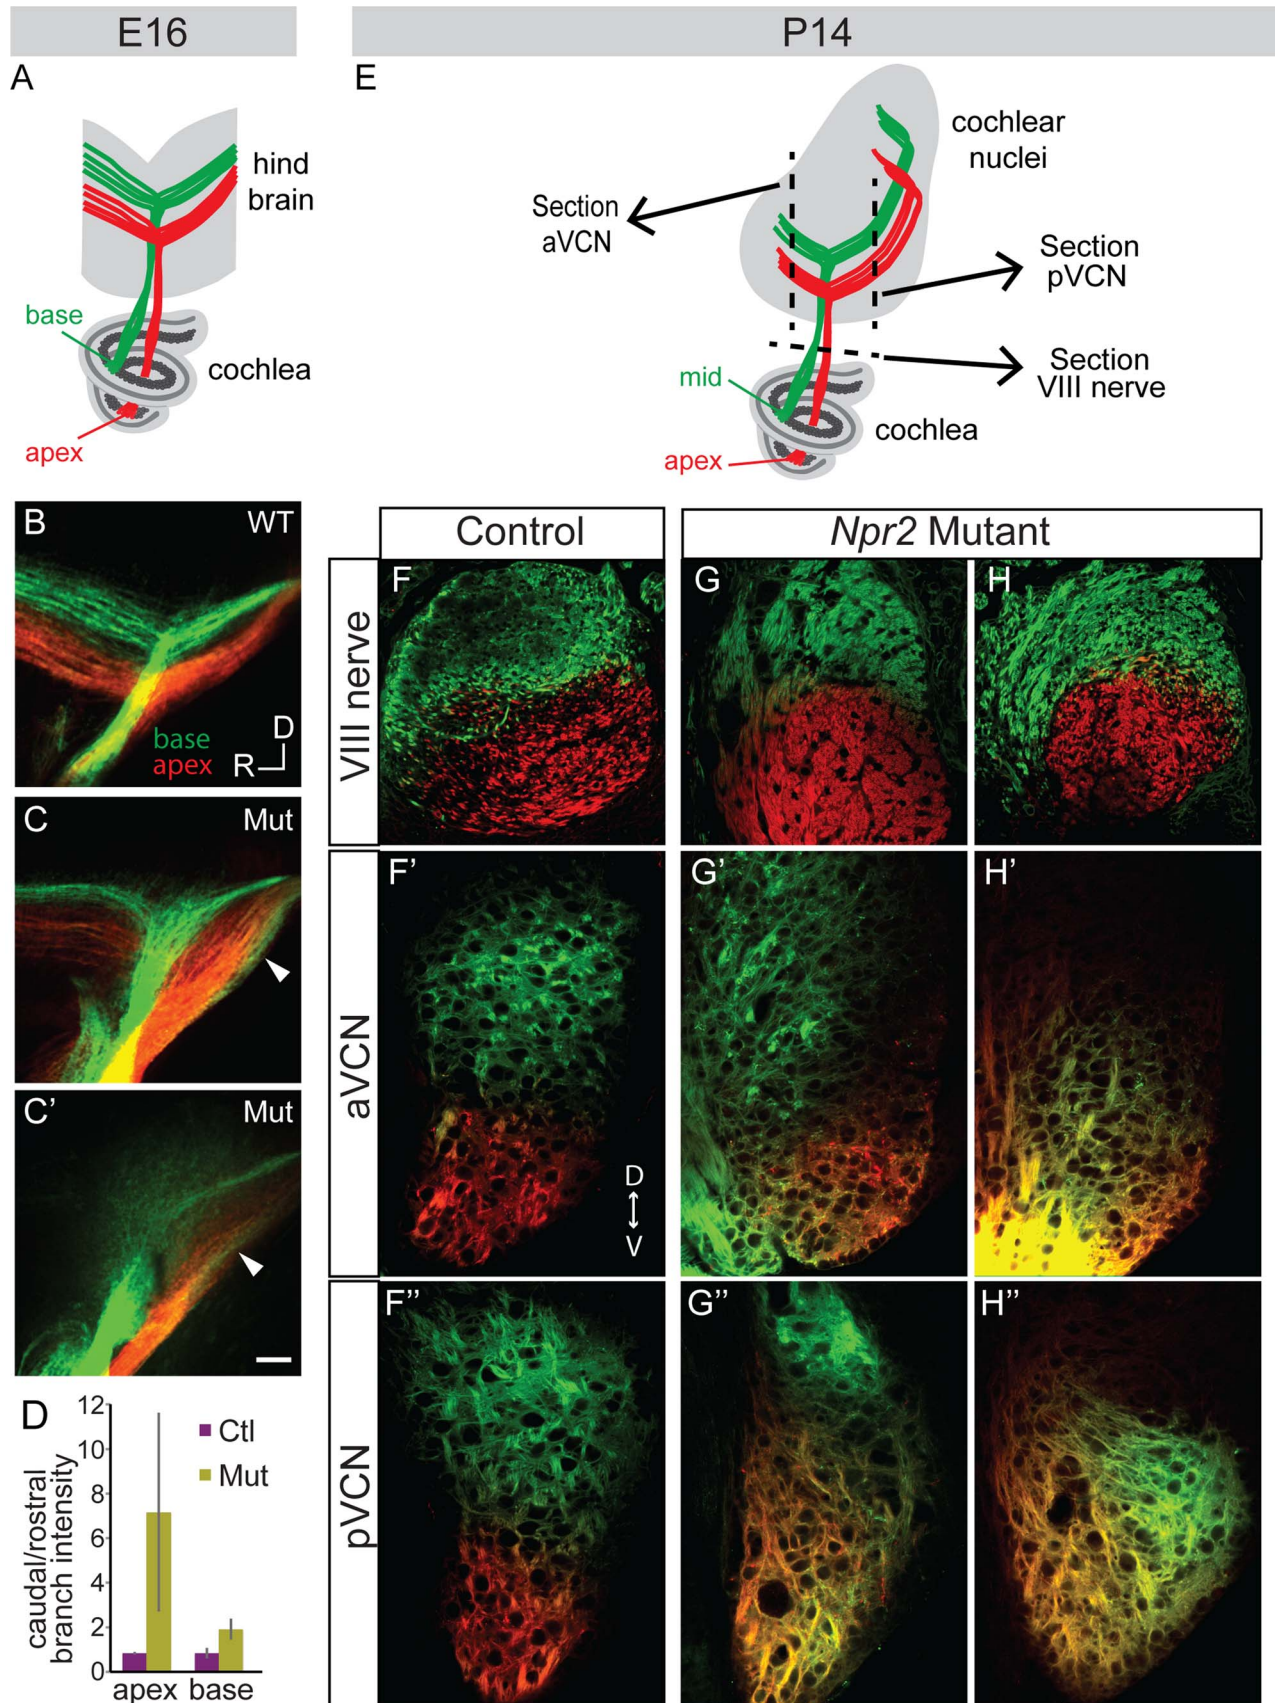 E16
P14
A
hind
brain
base
cochlea
apex
E
cochlear
nuclei
Section
aVCN
Section
pVCN
mid
Section
VIII nerve
cochlea
apex
B
WT
base
apex
D
R
C
Mut
C’
Mut
D
12
10
8
6
4
2
0
caudal/rostral
branch intensity
Ctl
Mut
apex base
Control
Npr2 Mutant
VIII nerve
F
G
H
aVCN
F’
G’
H’
D
V
pVCN
F’’
G’’
H’’